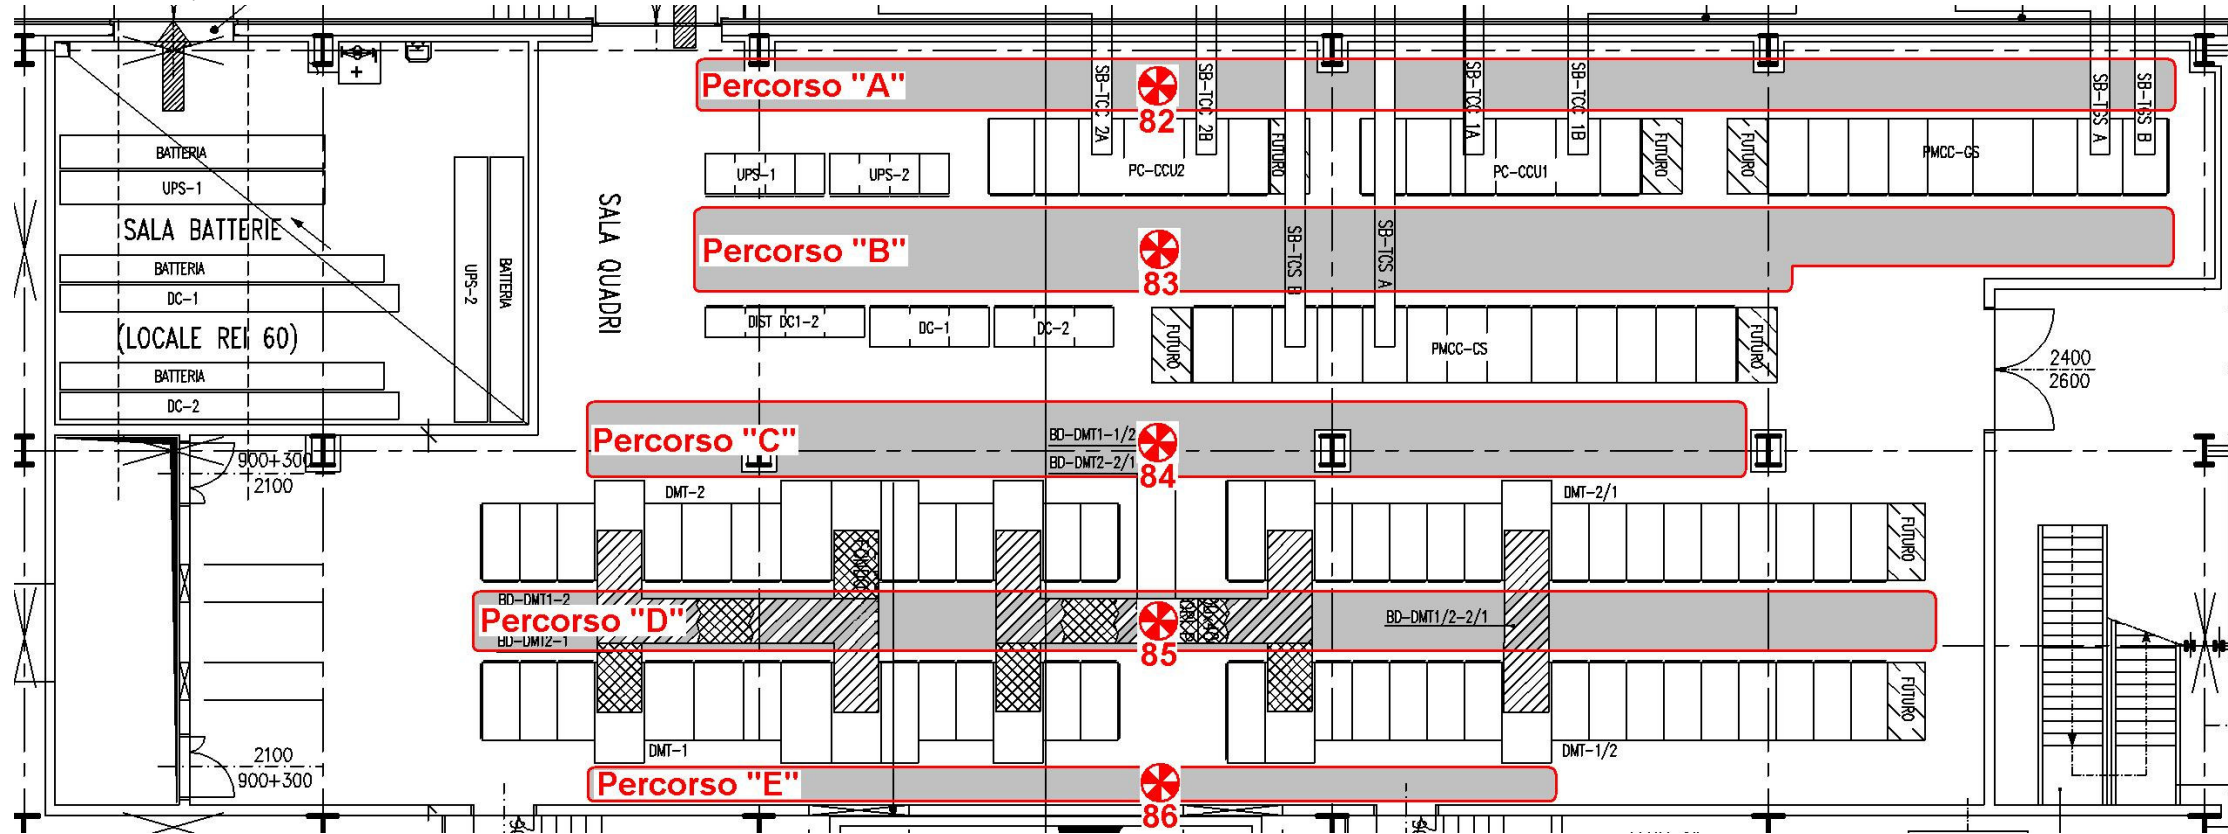 Percorso "A"
82
SB-TCC 2A
SB-TCC 2B
SB-TCC 1A
SB-TCC 1B
SB-TGS A
SB-TGS B
BATTERIA
UPS-1
SALA BATTERIE
BATTERIA
DC-1
(LOCALE REI 60)
BATTERIA
DC-2
UPS-2
BATTERIA
SALA QUADRI
UPS-1
UPS-2
PC-CCU2
FUTURO
PC-CCU1
FUTURO
FUTURO
PMCC-GS
Percorso "B"
83
SB-TCS B
SB-TCS A
DIST DC1-2
DC-1
DC-2
FUTURO
PMCC-CS
FUTURO
2400
2600
Percorso "C"
BD-DMT1-1/2
BD-DMT2-2/1
84
900+300
2100
DMT-2
DMT-2/1
FUTURO
BD-DMT1-2
Percorso "D"
BD-DMT2-1
85
BD-DMT1/2-2/1
FUTURO
DMT-1
DMT-1/2
2100
900+300
Percorso "E"
86